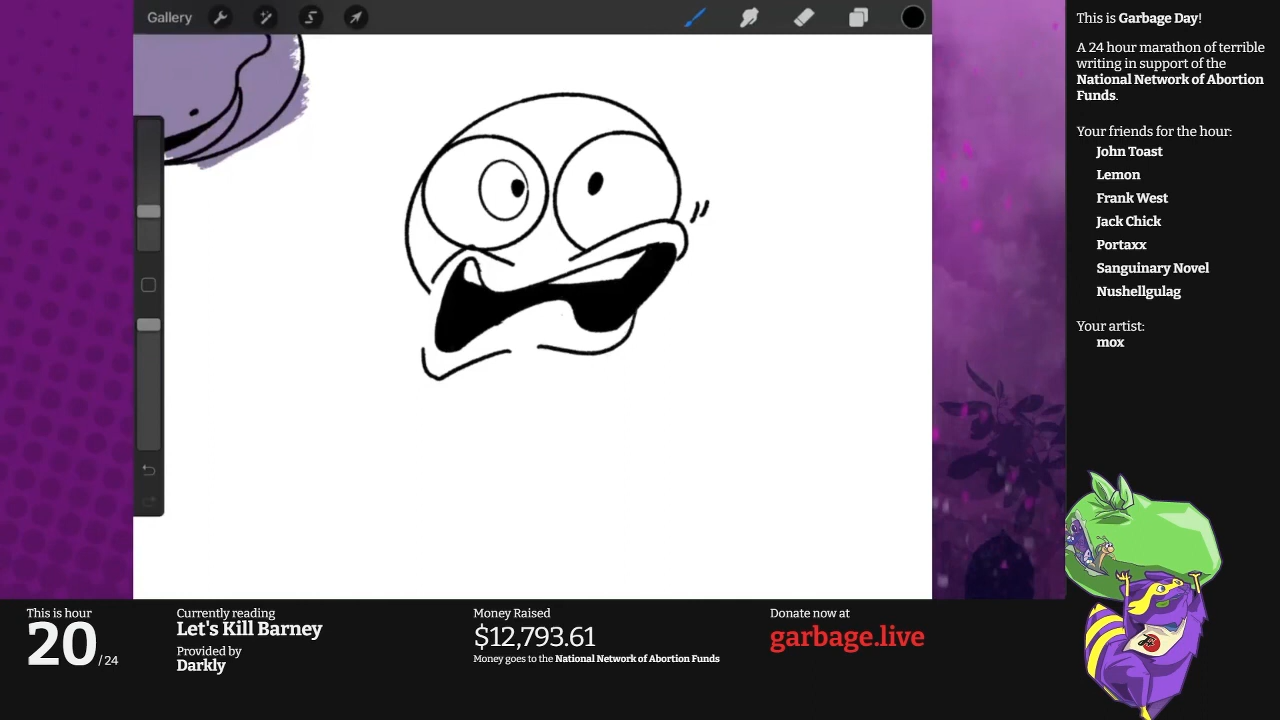 Gallery
This is Garbage Day!
A 24 hour marathon of terrible
writing in support of the
National Network of Abortion
Funds.
Your friends for the hour:
John Toast
Lemon
Frank West
Jack Chick
Portaxx
Sanguinary Novel
Nushellgulag
Your artist:
mox
This is hour
20/24
Currently reading
Let's Kill Barney
Provided by
Darkly
Money Raised
$12,793.61
Money goes to the National Network of Abortion Funds
Donate now at
garbage.live